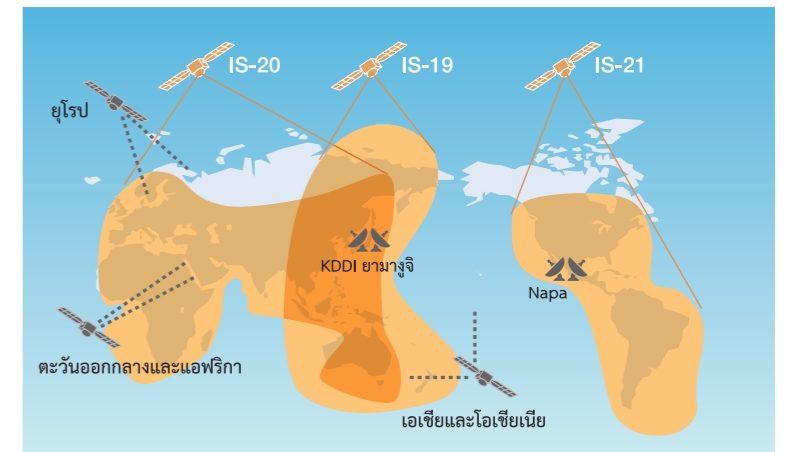 IS-20
IS-19
IS-21
ยุโรป
KDDI ยามางูจิ
Napa
ตะวันออกกลางและแอฟริกา
เอเชียและโอเชียเนีย